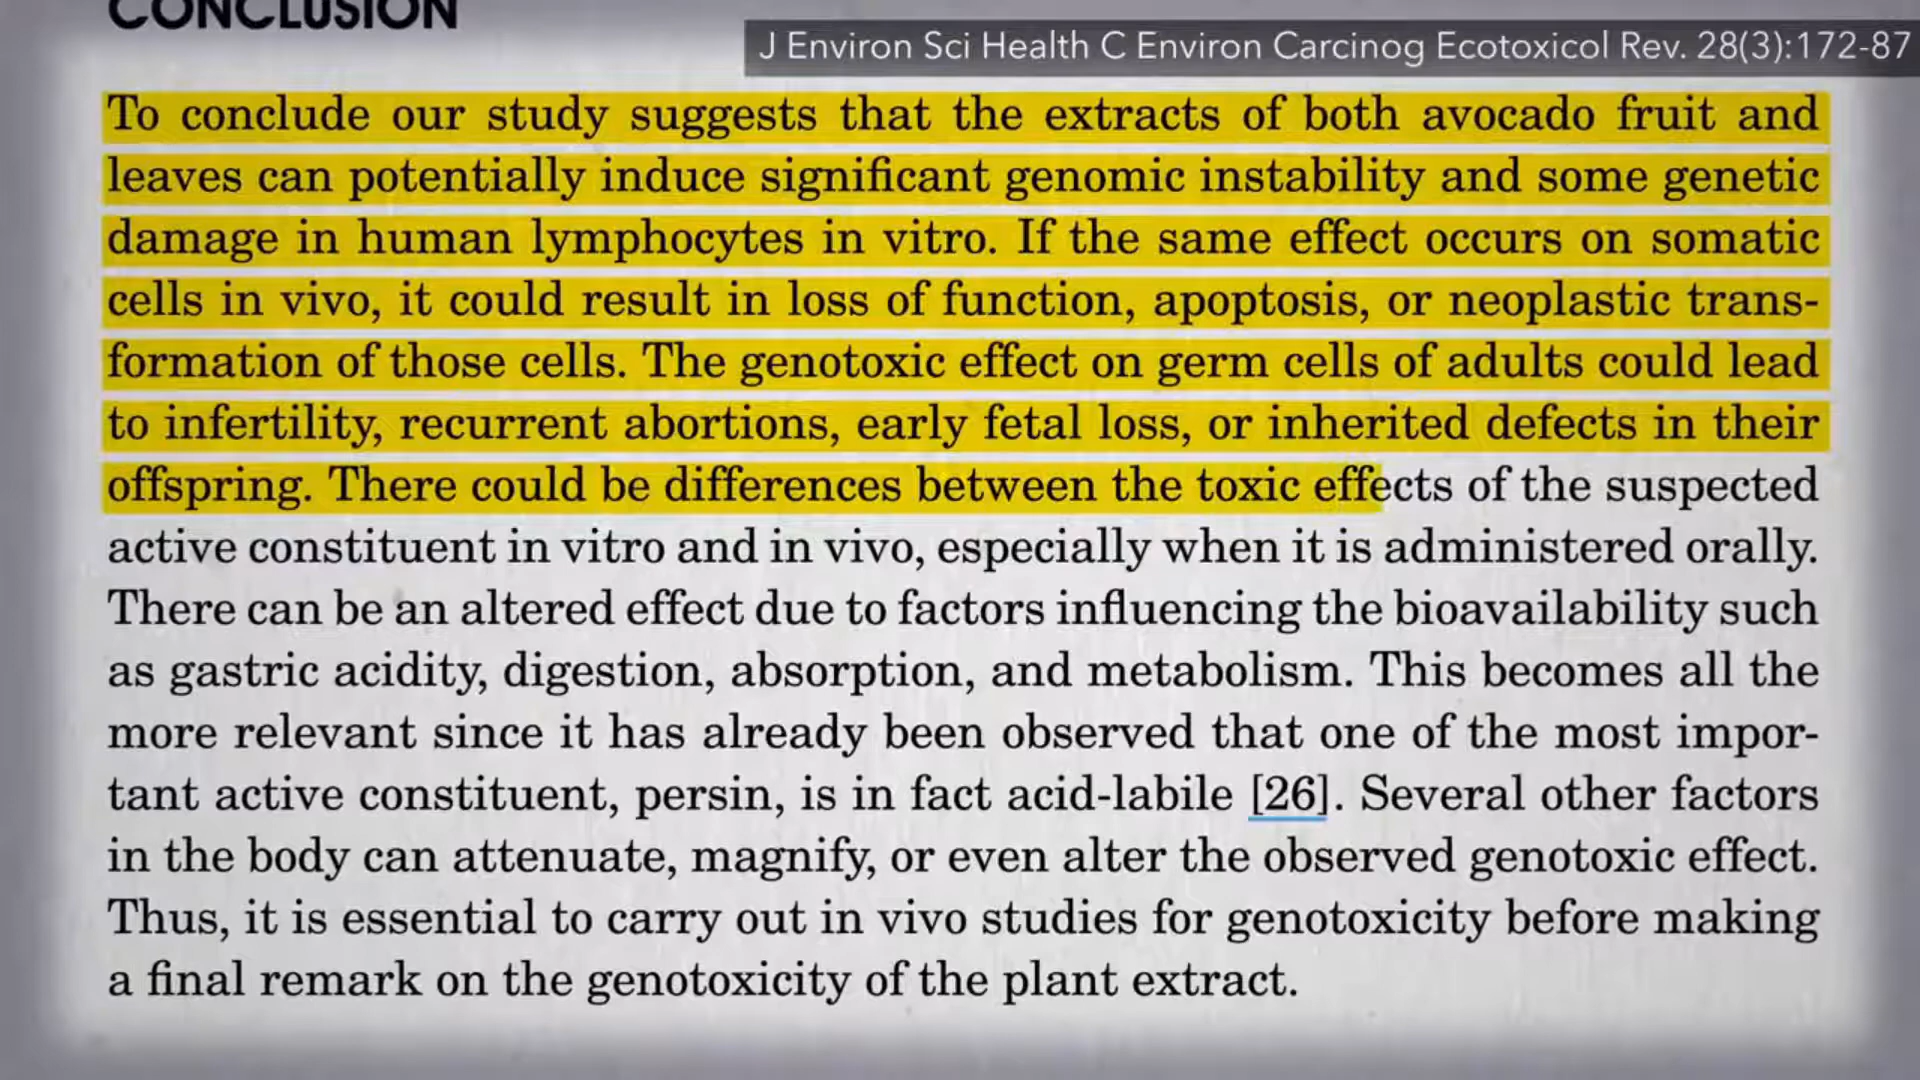 CONCLUSION
J Environ Sci Health C Environ Carcinog Ecotoxicol Rev. 28(3):172-87
To conclude our study suggests that the extracts of both avocado fruit and
leaves can potentially induce significant genomic instability and some genetic
damage in human lymphocytes in vitro. If the same effect occurs on somatic
cells in vivo, it could result in loss of function, apoptosis, or neoplastic trans-
formation of those cells. The genotoxic effect on germ cells of adults could lead
to infertility, recurrent abortions, early fetal loss, or inherited defects in their
offspring. There could be differences between the toxic effects of the suspected
active constituent in vitro and in vivo, especially when it is administered orally.
There can be an altered effect due to factors influencing the bioavailability such
as gastric acidity, digestion, absorption, and metabolism. This becomes all the
more relevant since it has already been observed that one of the most impor-
tant active constituent, persin, is in fact acid-labile [26]. Several other factors
in the body can attenuate, magnify, or even alter the observed genotoxic effect.
Thus, it is essential to carry out in vivo studies for genotoxicity before making
a final remark on the genotoxicity of the plant extract.